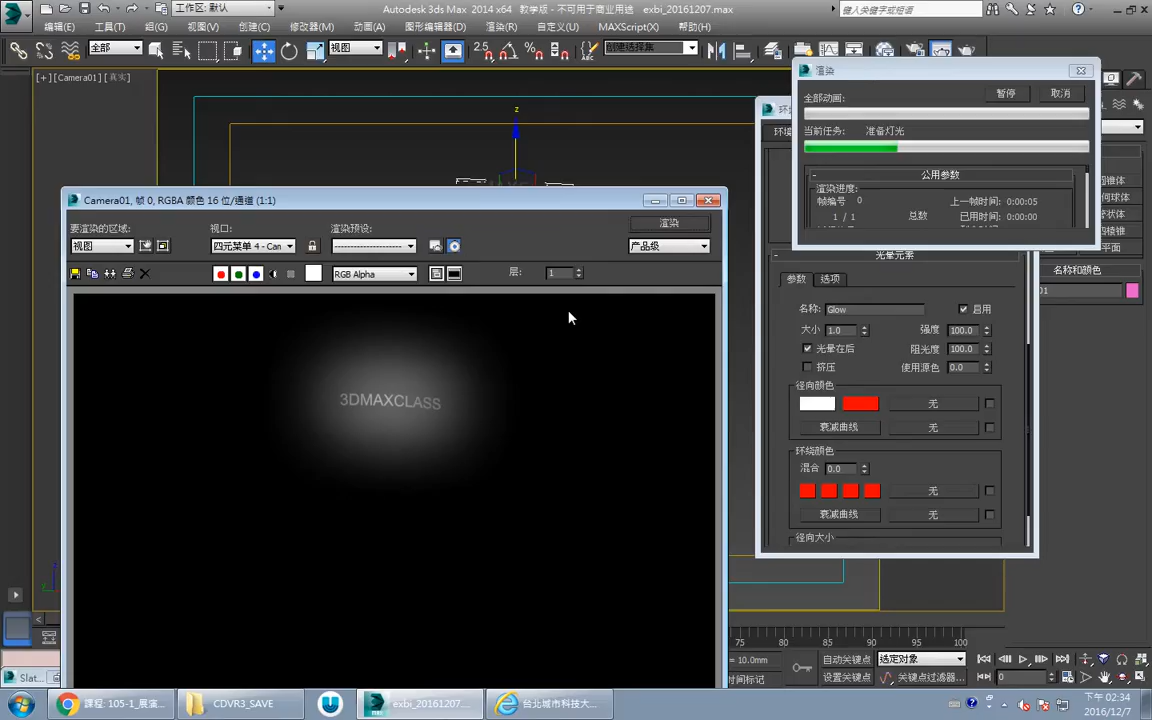 工作区: 默认
Autodesk 3ds Max 2014 x64 教学版 - 不可用于商业用途 exbi_20161207.max
键入关键字或短语
编辑(E) 工具(T) 组(G) 视图(V) 创建(C) 修改器(M) 动画(A) 图形编辑器(D) 渲染(R) 自定义(U) MAXScript(X) 帮助(H)
全部 视图 2.5 创建选择集
[+] [Camera01] [真实]
z
渲染
暂停 取消
全部动画:
当前任务: 准备灯光
- 公用参数
渲染进度:
帧编号 0 上一帧时间: 0:00:05
1 / 1 总数 已用时间: 0:00:00
Camera01, 帧 0, RGBA 颜色 16 位/通道 (1:1)
要渲染的区域: 视口: 渲染预设: 渲染
视图 四元菜单 4 - Cam 产品级
RGB Alpha 层: 1
3DMAXCLASS
- 光晕元素
参数 选项
名称: Glow 启用
大小 1.0 强度 100.0
光晕在后 阻光度 100.0
挤压 使用源色 0.0
径向颜色
无
衰减曲线 无
环绕颜色
混合 0.0
无
衰减曲线 无
径向大小
名称和颜色
01
平面
75 80 85 90 95 100
= 10.0mm 自动关键点 选定对象
设置关键点 关键点过滤器... 0
課程: 105-1_展演... CDVR3_SAVE exbi_20161207.... 台北城市科技大...
下午 02:34
2016/12/7